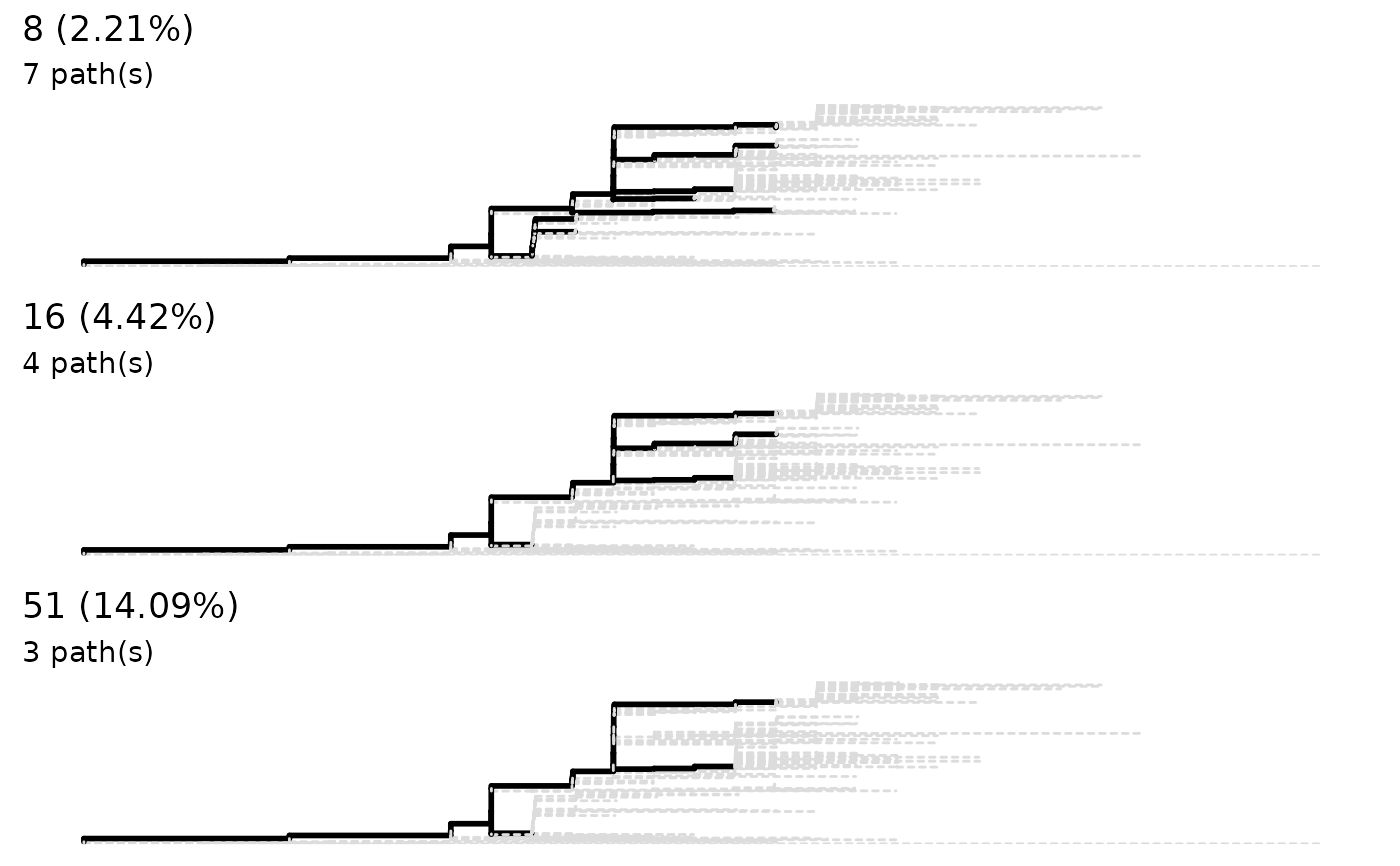 8 (2.21%)
7 path(s)
16 (4.42%)
4 path(s)
51 (14.09%)
3 path(s)